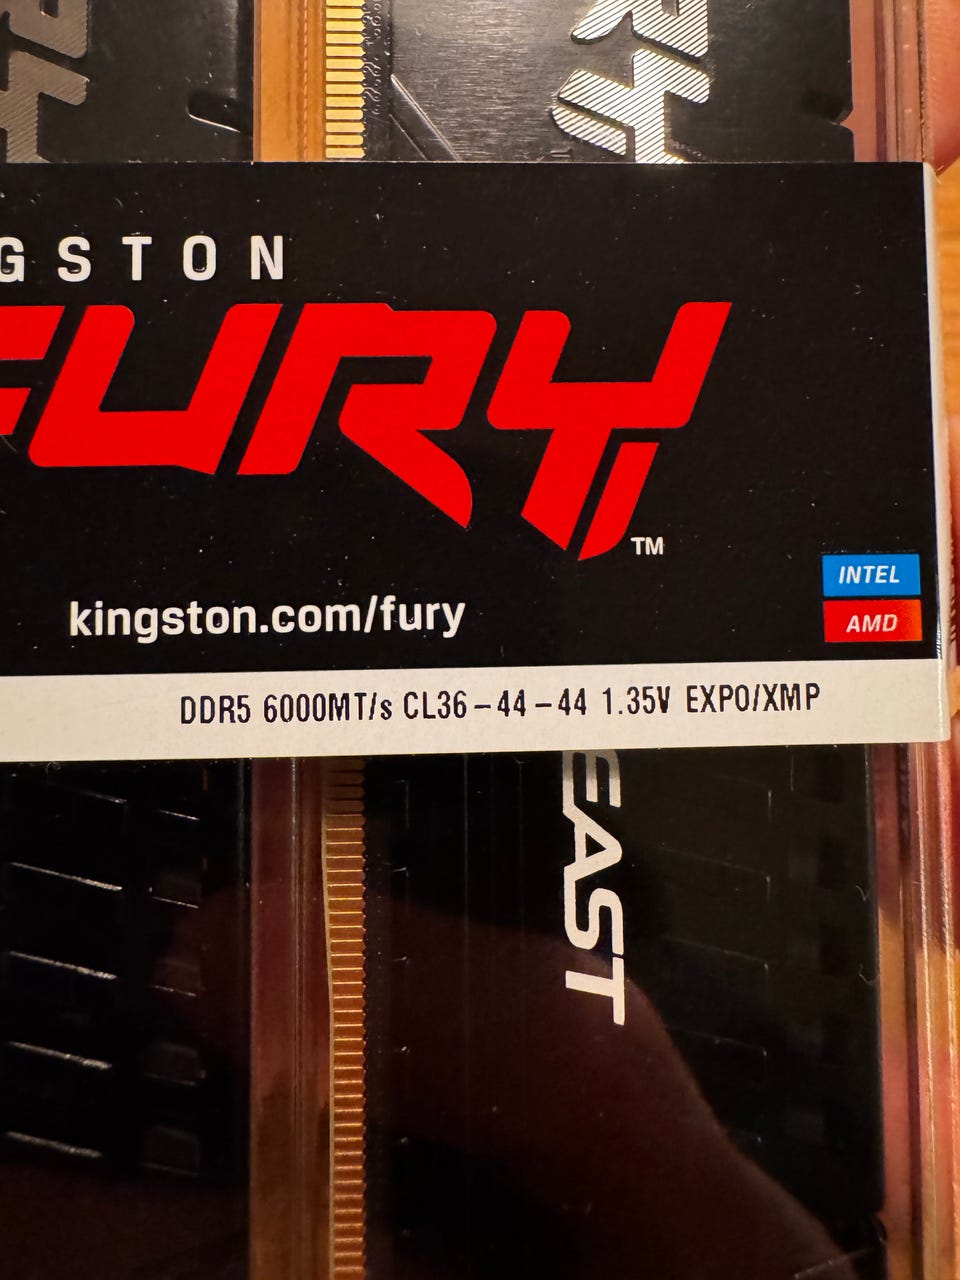 GSTON
FURY
TM
INTEL
kingston.com/fury
AMD
DDR5 6000MT/s CL36-44-44 1.35V EXPO/XMP
EAST